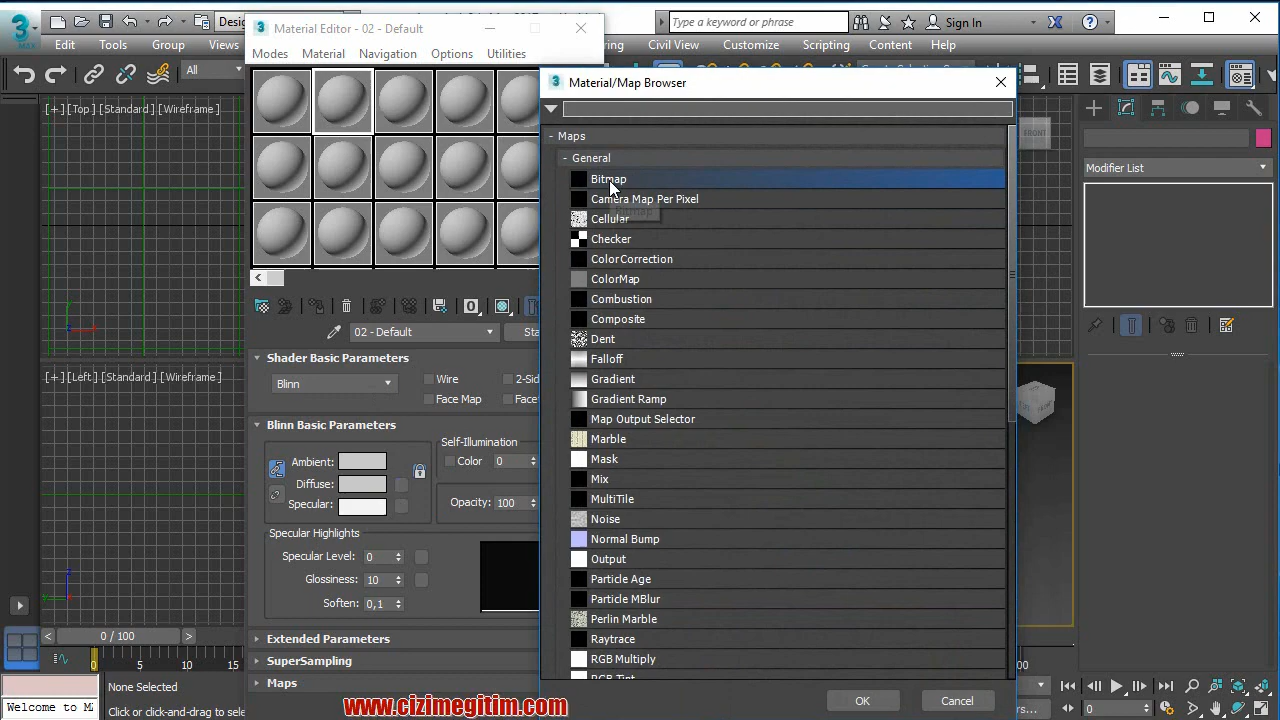 Desig
Type a keyword or phrase
Sign In
MAX
Edit
Tools
Group
Views
Civil View
Customize
Scripting
Content
Help
All
Material Editor - 02 - Default
Modes
Material
Navigation
Options
Utilities
Material/Map Browser
- Maps
- General
Bitmap
Camera Map Per Pixel
Cellular
Checker
ColorCorrection
ColorMap
Combustion
Composite
Dent
Falloff
Gradient
Gradient Ramp
Map Output Selector
Marble
Mask
Mix
MultiTile
Noise
Normal Bump
Output
Particle Age
Particle MBlur
Perlin Marble
Raytrace
RGB Multiply
RGB Tint
OK
Cancel
[+] [Top] [Standard] [Wireframe]
[+] [Left] [Standard] [Wireframe]
FRONT
Modifier List
02 - Default
Sta
Shader Basic Parameters
Blinn
Wire
2-Side
Face Map
Face
Blinn Basic Parameters
Ambient:
Diffuse:
Specular:
Self-Illumination
Color 0
Opacity: 100
Specular Highlights
Specular Level: 0
Glossiness: 10
Soften: 0,1
Extended Parameters
SuperSampling
Maps
0 / 100
0 5 10 15
None Selected
Welcome to M
Click or click-and-drag to sele
0
www.cizimegitim.com